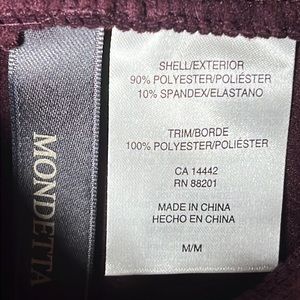 MONDETTA
SHELL/EXTERIOR
90% POLYESTER/POLIÉSTER
10% SPANDEX/ELASTANO
TRIM/BORDE
100% POLYESTER/POLIÉSTER
CA 14442
RN 88201
MADE IN CHINA
HECHO EN CHINA
M/M